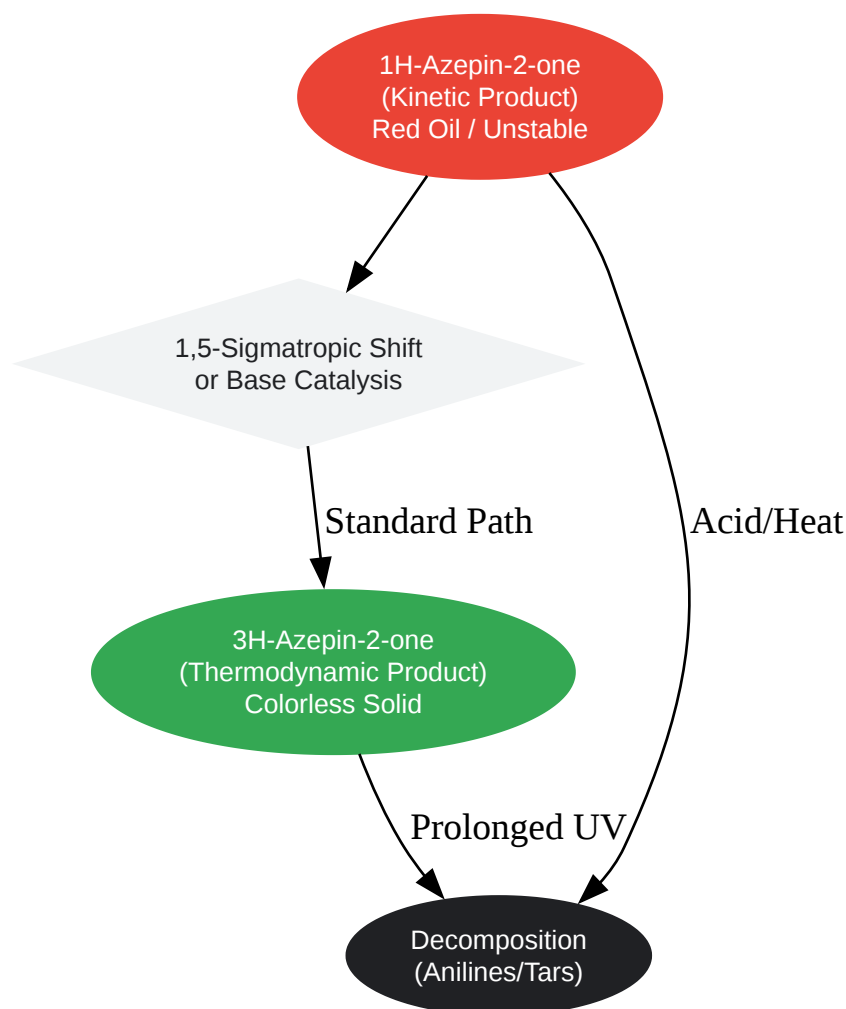 1H-Azepin-2-one
(Kinetic Product)
Red Oil / Unstable
1,5-Sigmatropic Shift
or Base Catalysis
Standard Path
Acid/Heat
3H-Azepin-2-one
(Thermodynamic Product)
Colorless Solid
Prolonged UV
Decomposition
(Anilines/Tars)